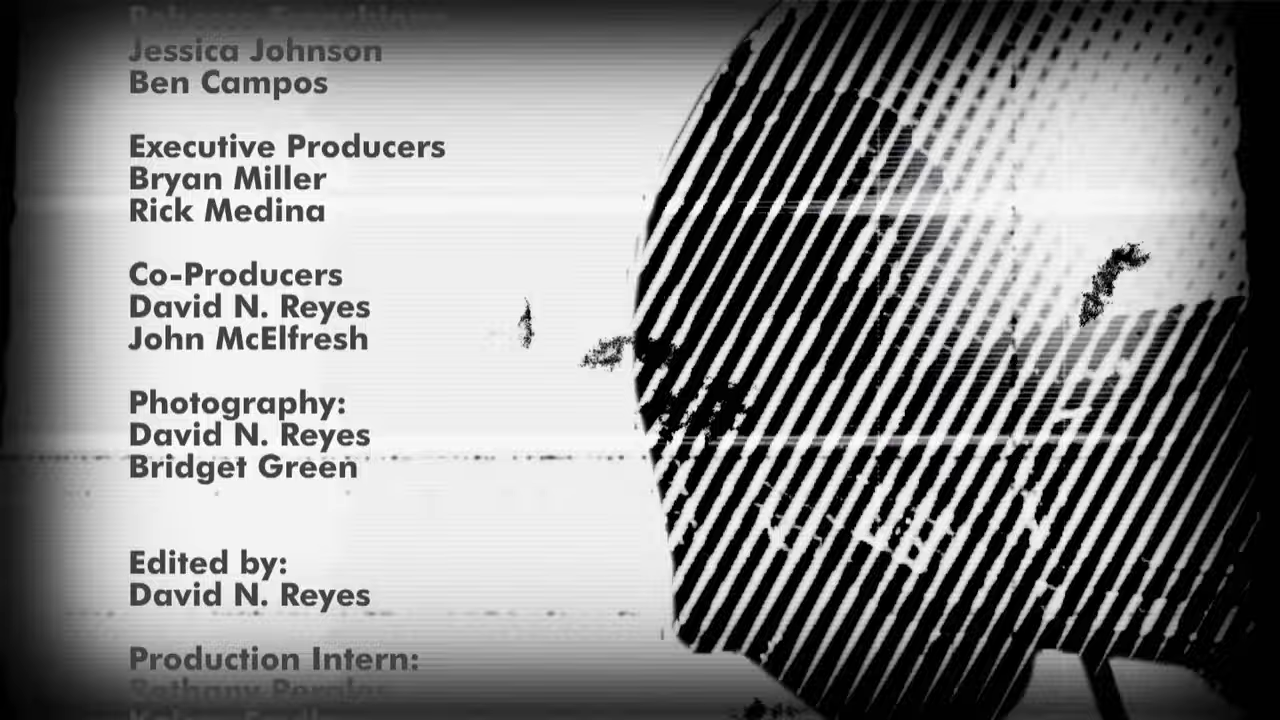 Jessica Johnson
Ben Campos
Executive Producers
Bryan Miller
Rick Medina
Co-Producers
David N. Reyes
John McElfresh
Photography:
David N. Reyes
Bridget Green
Edited by:
David N. Reyes
Production Intern: